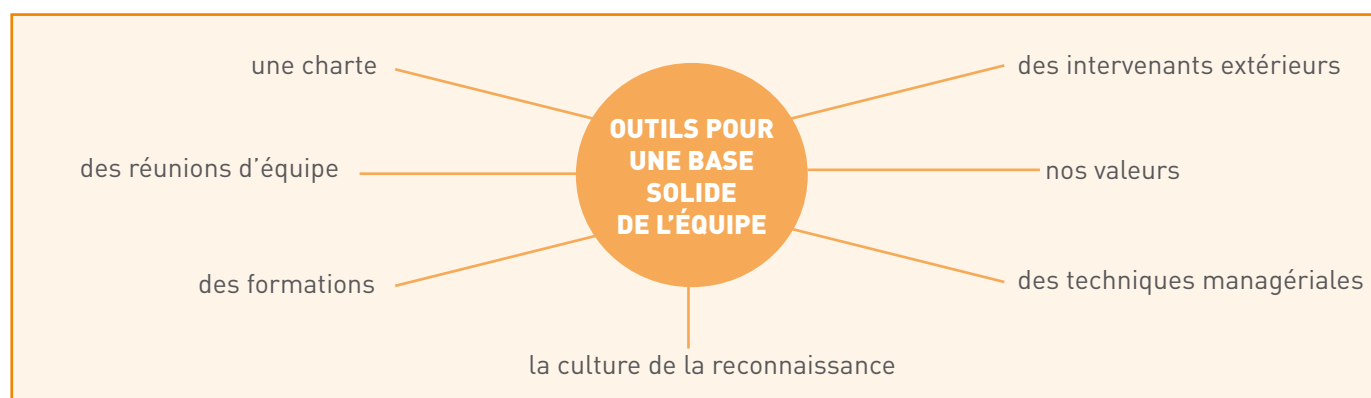 une charte
des intervenants extérieurs
OUTILS POUR
UNE BASE
SOLIDE
DE L'ÉQUIPE
des réunions d'équipe
nos valeurs
des formations
des techniques managériales
la culture de la reconnaissance